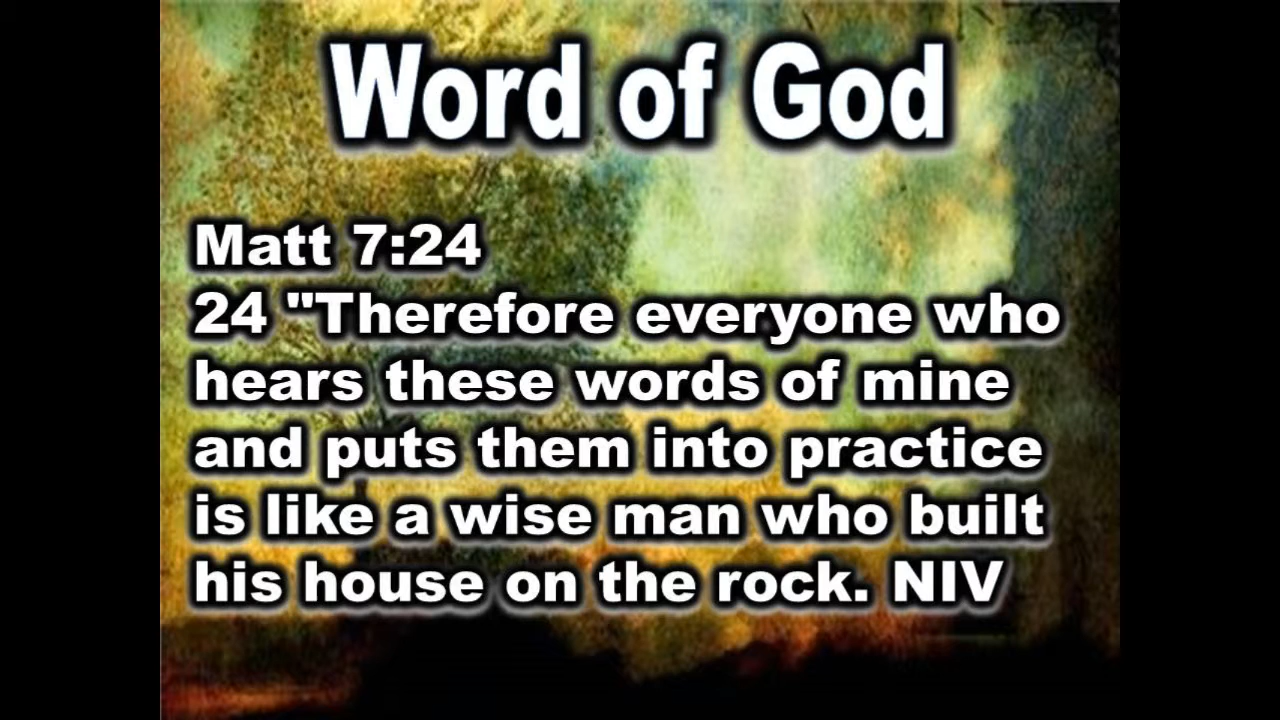 Word of God
Matt 7:24
24 "Therefore everyone who
hears these words of mine
and puts them into practice
is like a wise man who built
his house on the rock. NIV